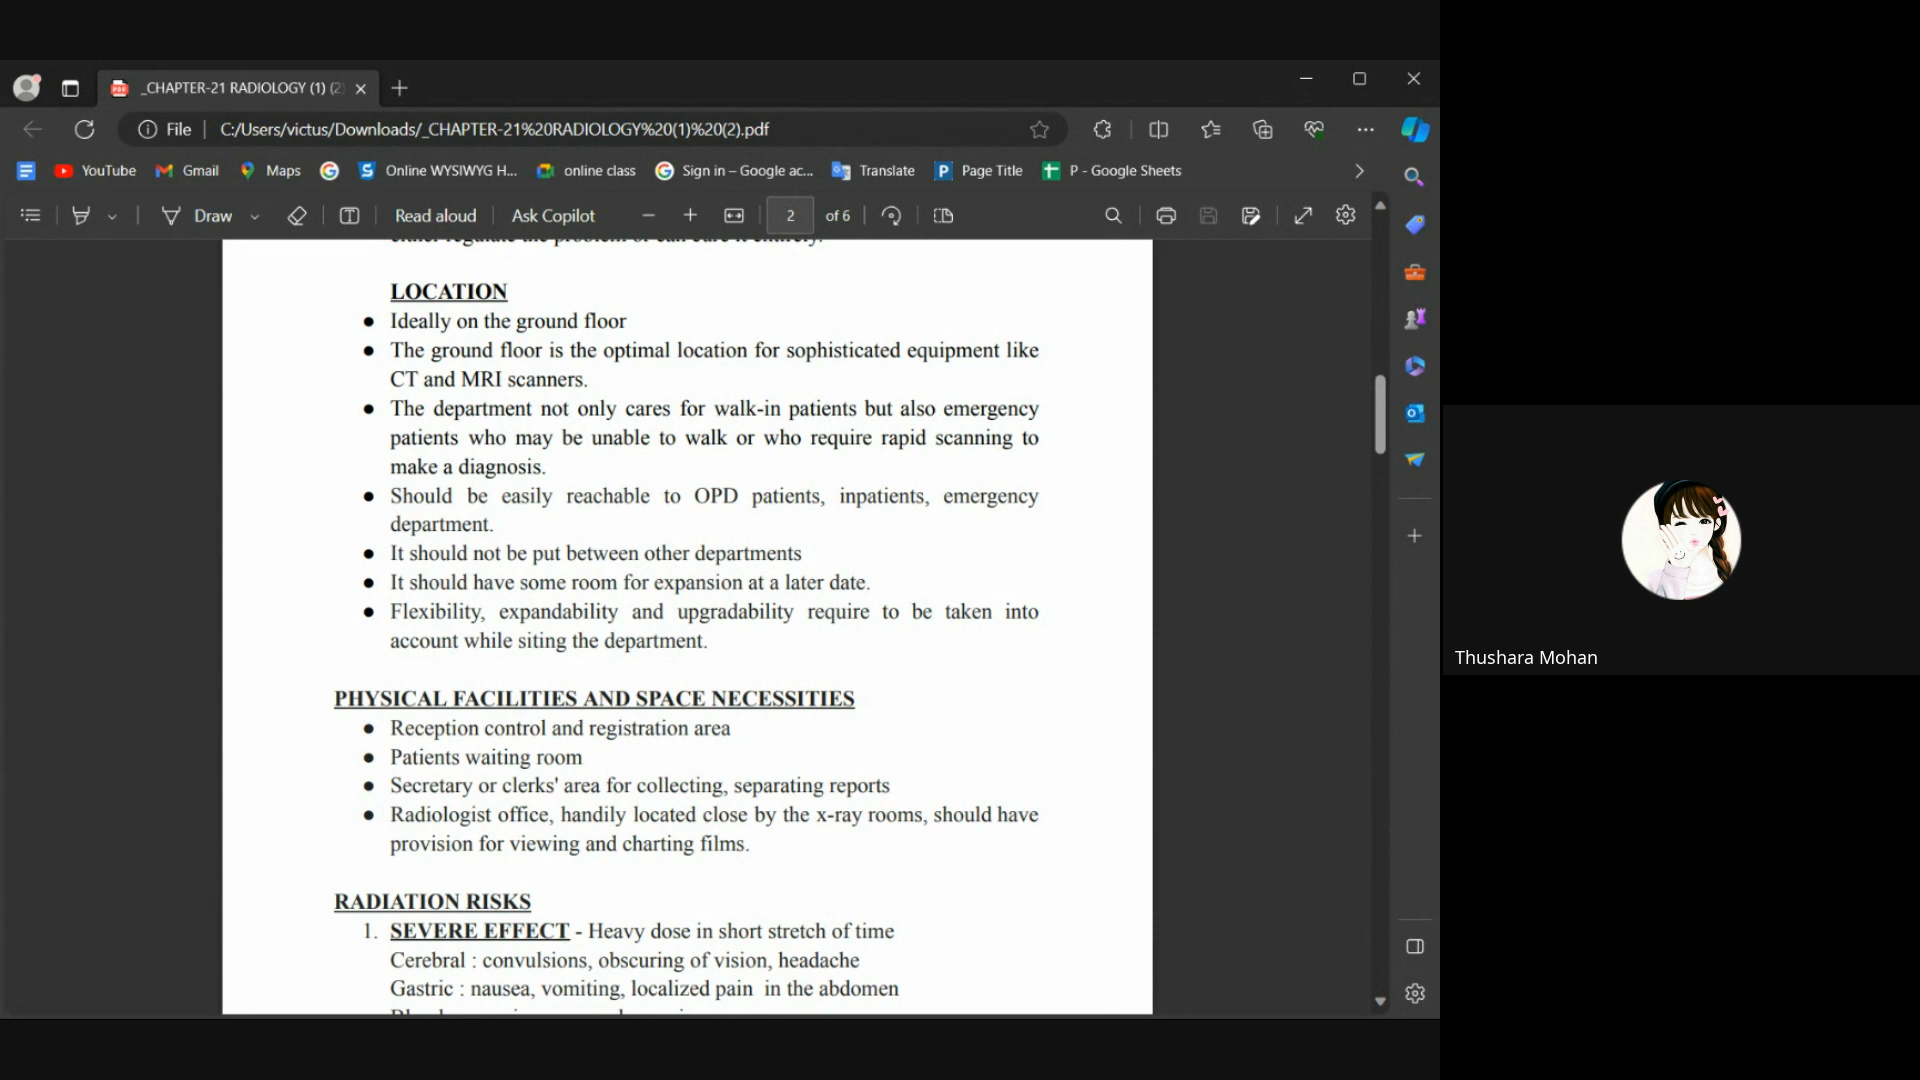 _CHAPTER-21 RADIOLOGY (1) (2)
File
C:/Users/victus/Downloads/_CHAPTER-21%20RADIOLOGY%20(1)%20(2).pdf
YouTube
Gmail
Maps
Online WYSIWYG H...
online class
Sign in – Google ac...
Translate
Page Title
P - Google Sheets
Draw
Read aloud
Ask Copilot
2 of 6
either regulate the problem or can cure it entirely.
LOCATION
● Ideally on the ground floor
● The ground floor is the optimal location for sophisticated equipment like
CT and MRI scanners.
● The department not only cares for walk-in patients but also emergency
patients who may be unable to walk or who require rapid scanning to
make a diagnosis.
● Should be easily reachable to OPD patients, inpatients, emergency
department.
● It should not be put between other departments
● It should have some room for expansion at a later date.
● Flexibility, expandability and upgradability require to be taken into
account while siting the department.
PHYSICAL FACILITIES AND SPACE NECESSITIES
● Reception control and registration area
● Patients waiting room
● Secretary or clerks' area for collecting, separating reports
● Radiologist office, handily located close by the x-ray rooms, should have
provision for viewing and charting films.
RADIATION RISKS
1. SEVERE EFFECT - Heavy dose in short stretch of time
Cerebral : convulsions, obscuring of vision, headache
Gastric : nausea, vomiting, localized pain in the abdomen
Thushara Mohan